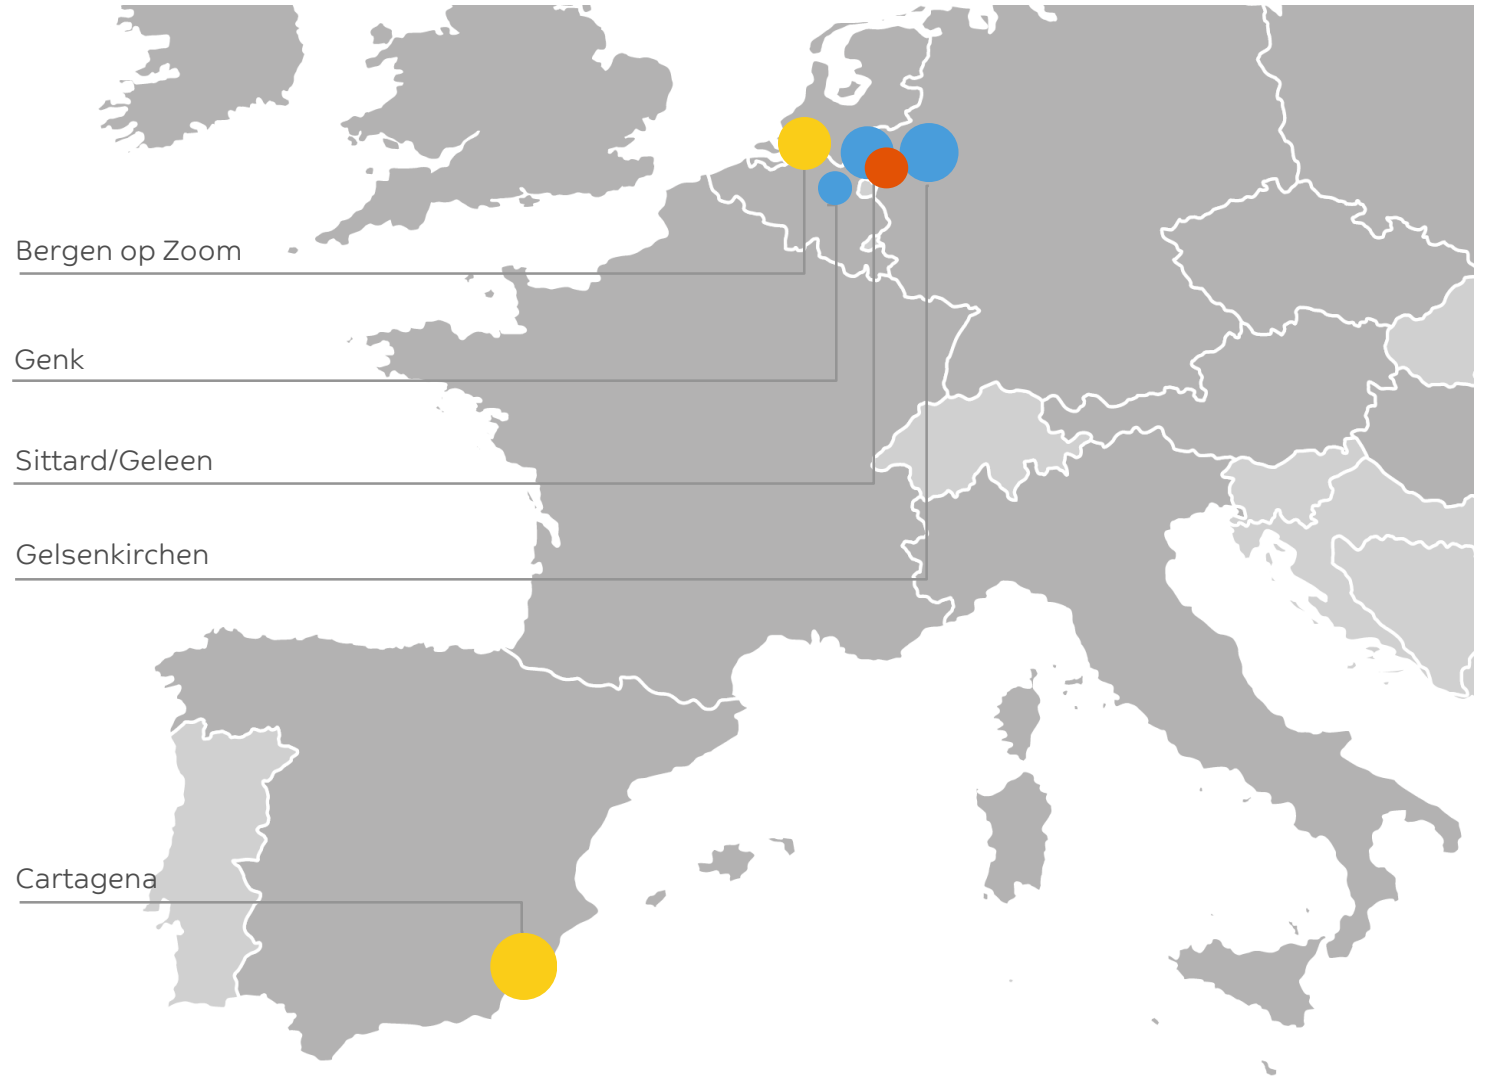 Bergen op Zoom
Genk
Sittard/Geleen
Gelsenkirchen
Cartagena